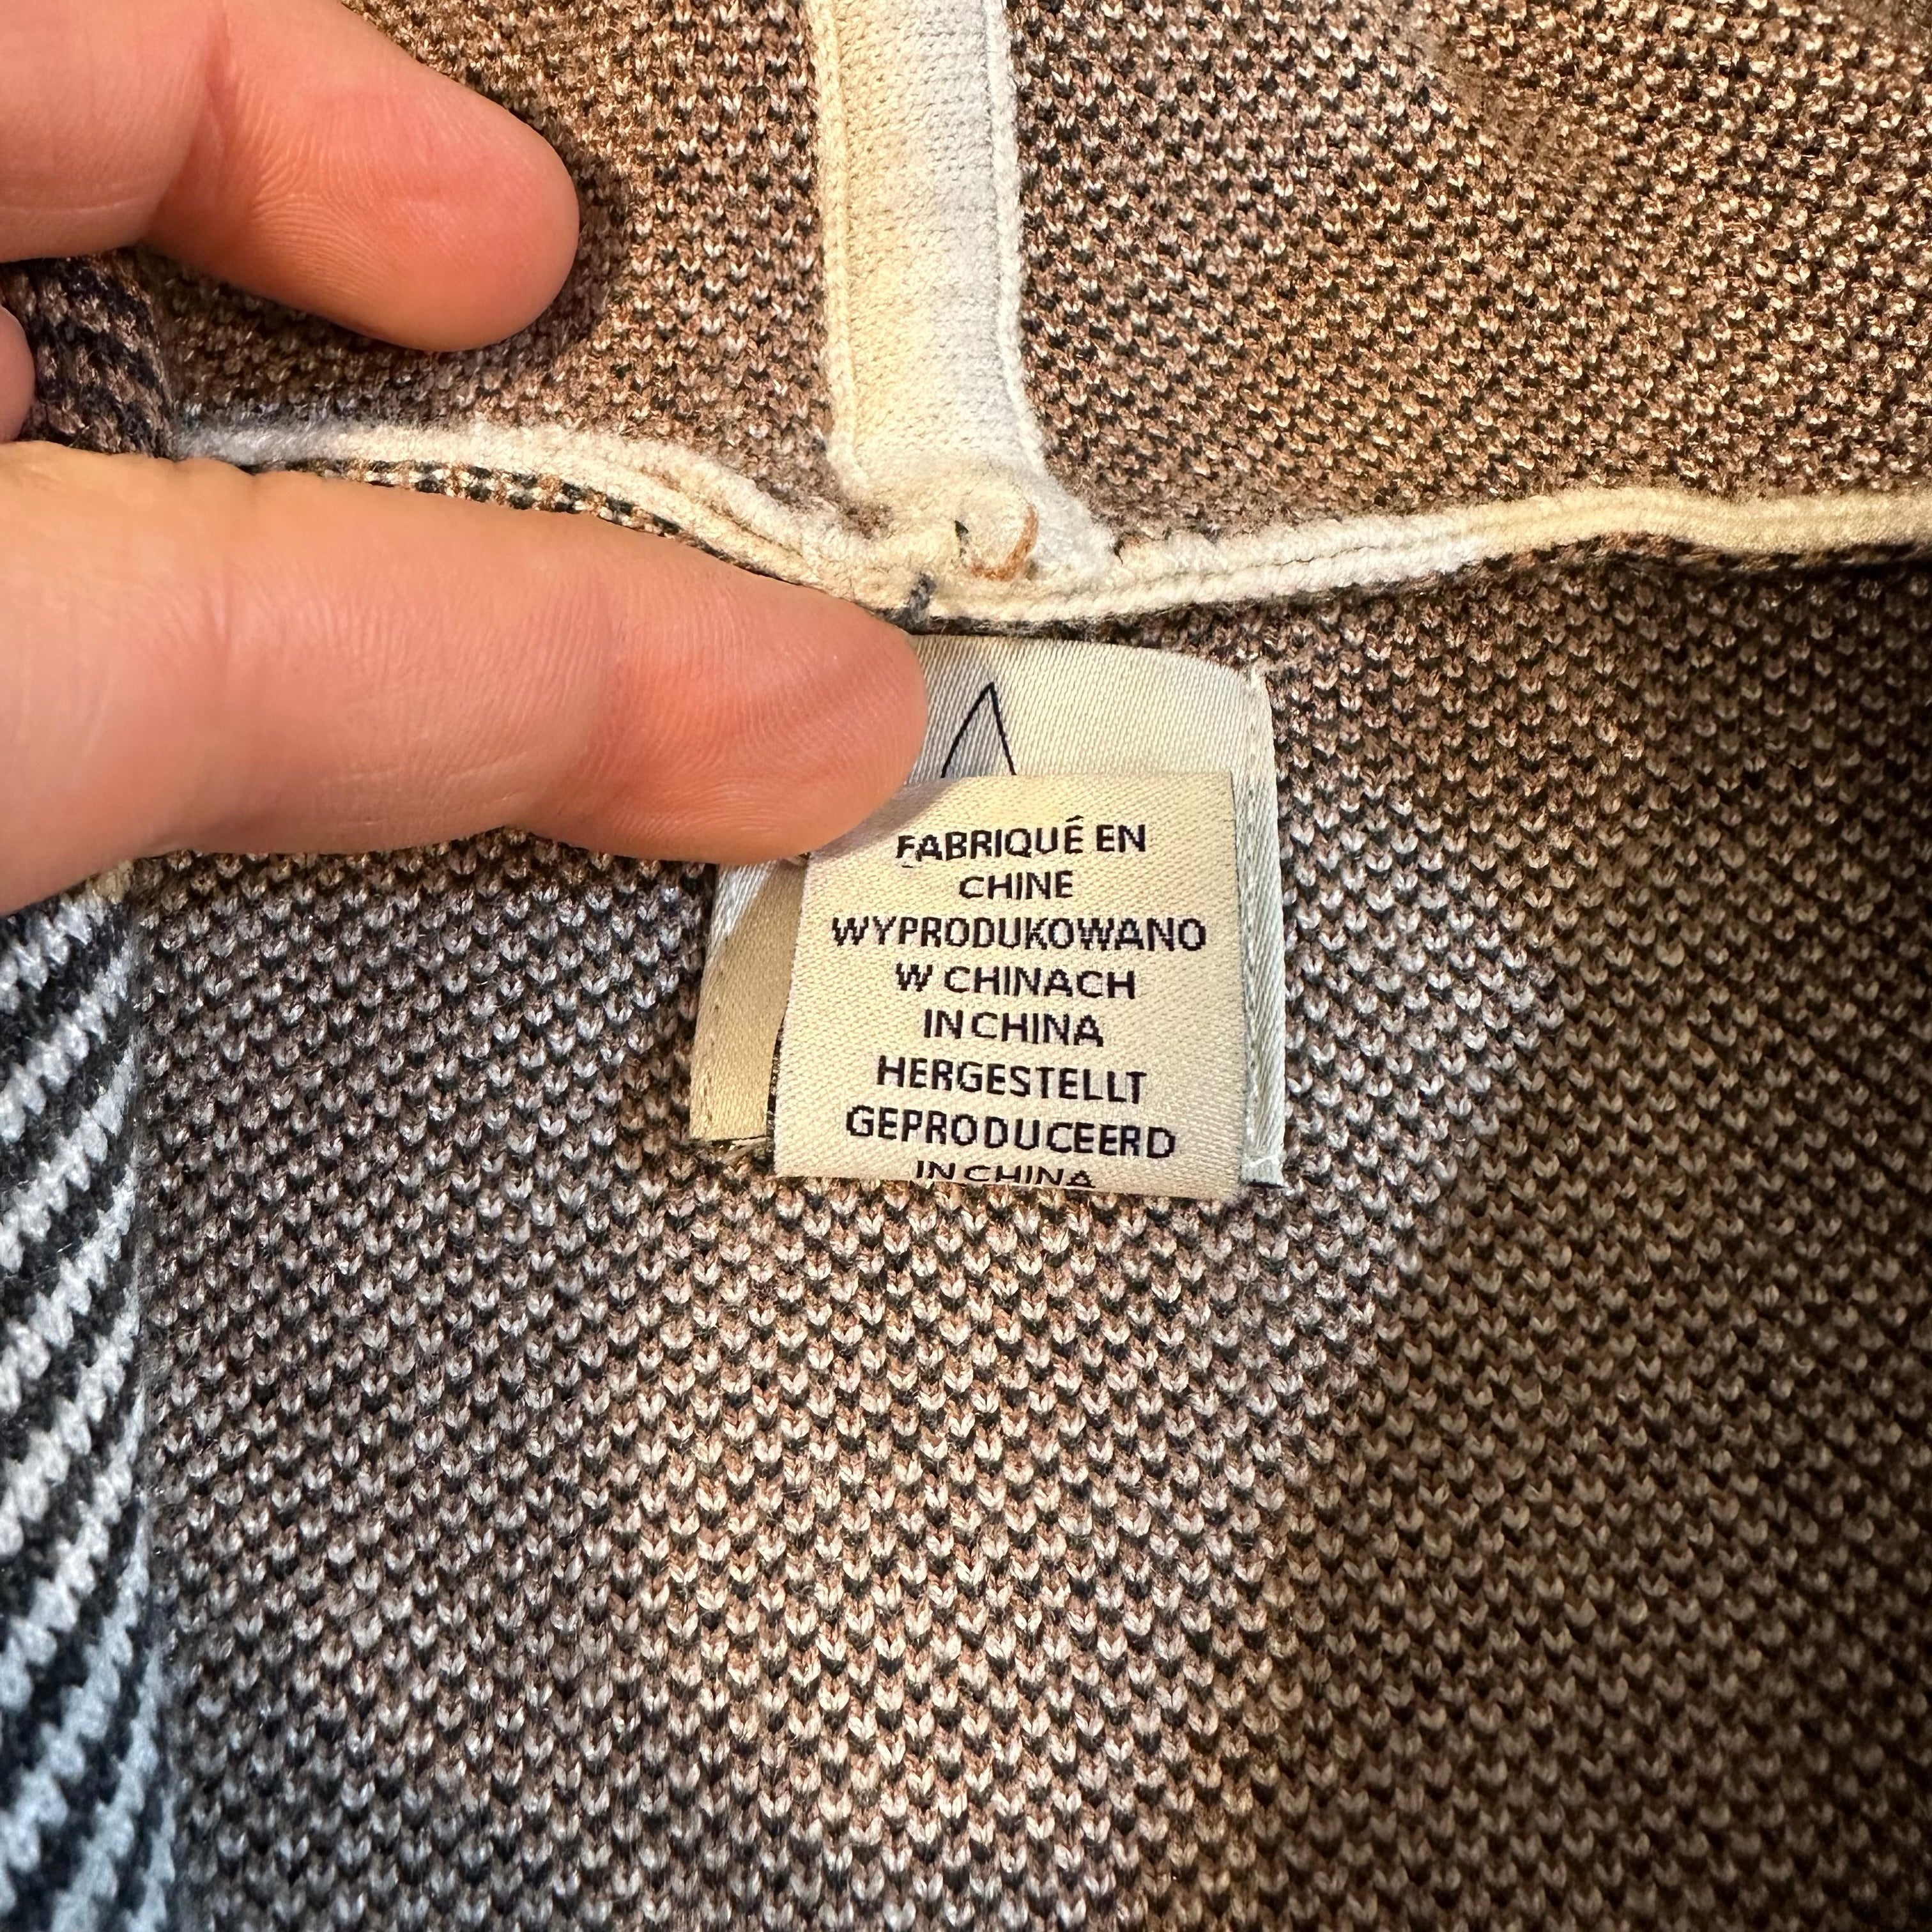 FABRIQUÉ EN
CHINE
WYPRODUKOWANO
W CHINACH
IN CHINA
HERGESTELLT
GEPRODUCEERD
IN CHINA